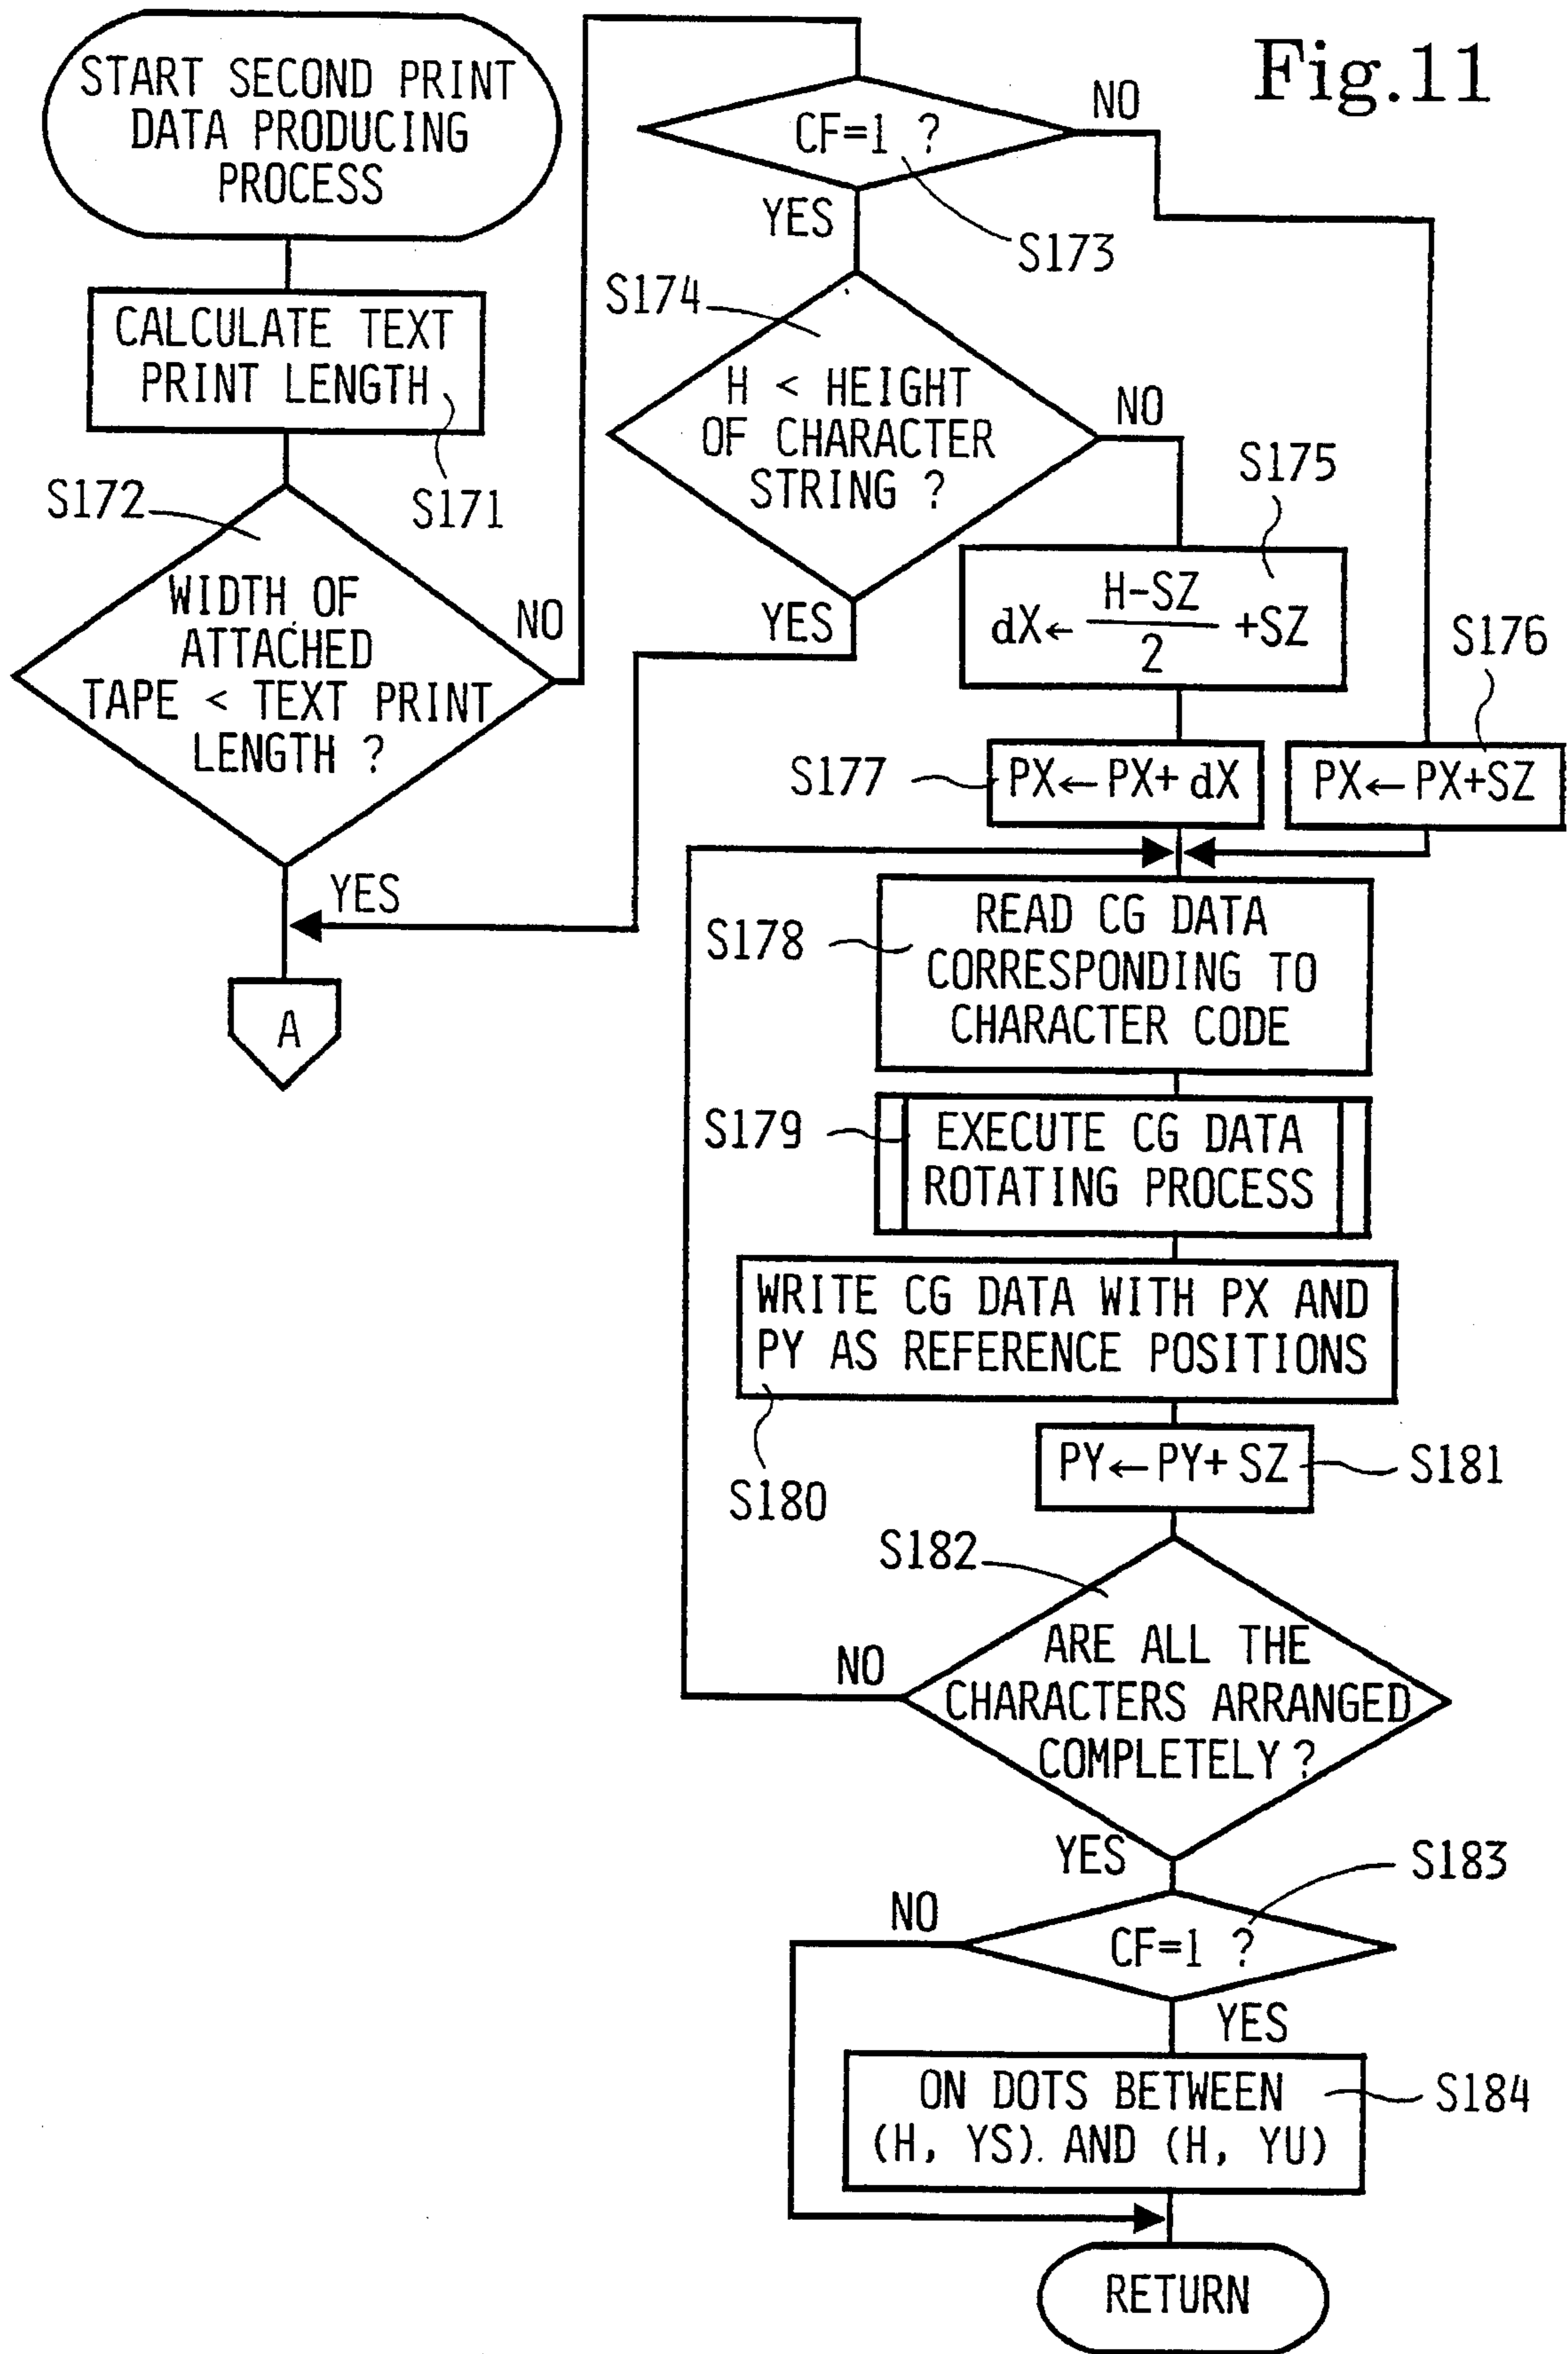 Fig.11
START SECOND PRINT
DATA PRODUCING
PROCESS
CALCULATE TEXT
PRINT LENGTH
S171
S172
WIDTH OF
ATTACHED
TAPE < TEXT PRINT
LENGTH ?
NO
YES
A
CF=1 ?
NO
YES
S173
S174
H < HEIGHT
OF CHARACTER
STRING ?
NO
YES
S175
dX← H-SZ / 2 +SZ
S176
PX←PX+SZ
S177
PX←PX+ dX
S178
READ CG DATA
CORRESPONDING TO
CHARACTER CODE
S179
EXECUTE CG DATA
ROTATING PROCESS
WRITE CG DATA WITH PX AND
PY AS REFERENCE POSITIONS
S180
PY←PY+ SZ
S181
S182
ARE ALL THE
CHARACTERS ARRANGED
COMPLETELY ?
NO
YES
S183
CF=1 ?
NO
YES
ON DOTS BETWEEN
(H, YS). AND (H, YU)
S184
RETURN